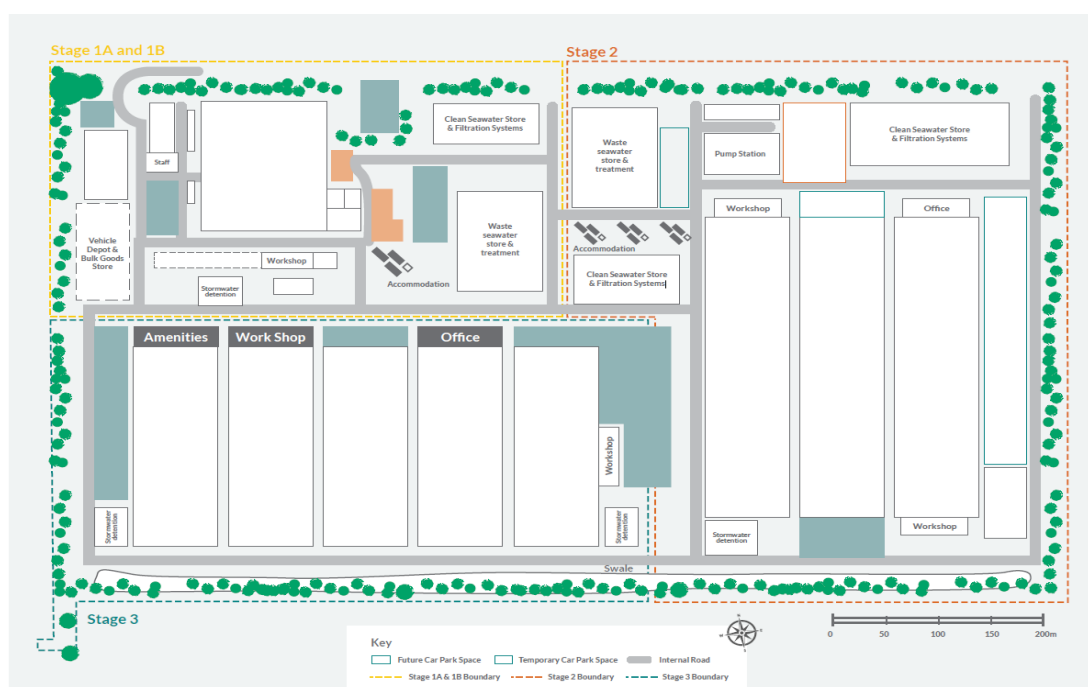 Stage 1A and 1B
Stage 2
Clean Seawater Store
& Filtration Systems
Waste
seawater
store &
treatment
Pump Station
Clean Seawater Store
& Filtration Systems
Staff
Workshop
Office
Vehicle
Depot &
Bulk Goods
Store
Waste
seawater
store &
treatment
Accommodation
Workshop
Clean Seawater Store
& Filtration Systems
Stormwater
detention
Accommodation
Amenities
Work Shop
Office
Workshop
Stormwater
detention
Stormwater
detention
Stormwater
detention
Workshop
Swale
Stage 3
Key
Future Car Park Space
Temporary Car Park Space
Internal Road
Stage 1A & 1B Boundary
Stage 2 Boundary
Stage 3 Boundary
0 50 100 150 200m